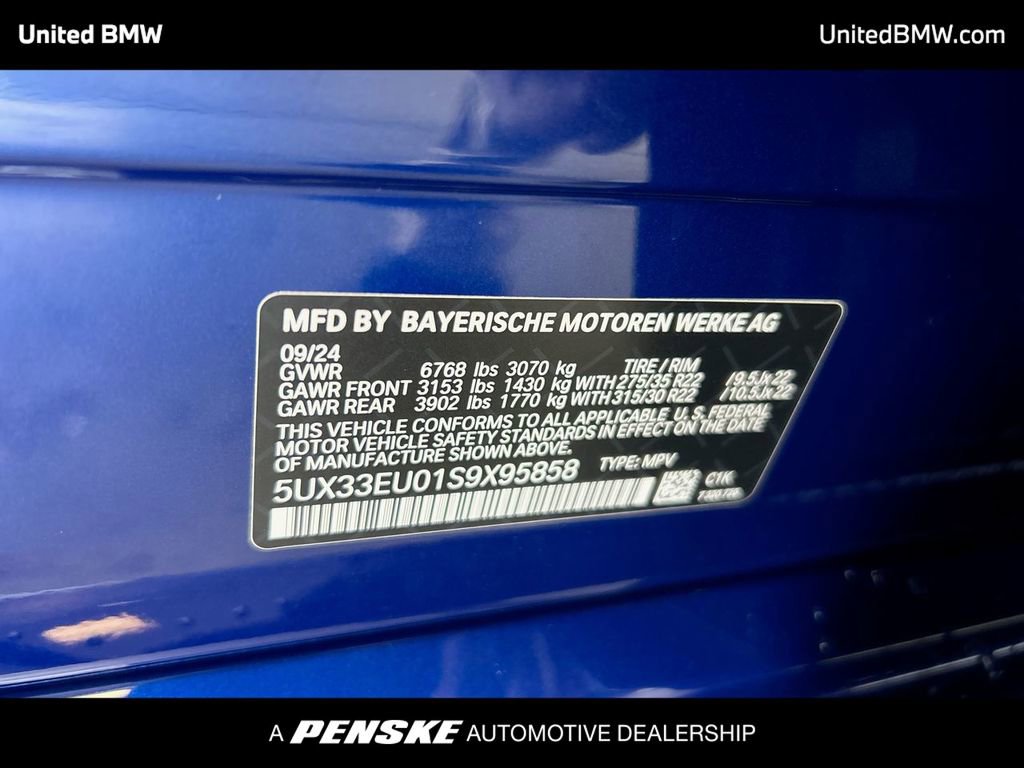 United BMW
UnitedBMW.com
MFD BY BAYERISCHE MOTOREN WERKE AG
09/24
GVWR 6768 lbs 3070 kg TIRE / RIM
GAWR FRONT 3153 lbs 1430 kg WITH 275/35 R22 /9.5Jx22
GAWR REAR 3902 lbs 1770 kg WITH 315/30 R22 /10.5Jx22
THIS VEHICLE CONFORMS TO ALL APPLICABLE U.S. FEDERAL
MOTOR VEHICLE SAFETY STANDARDS IN EFFECT ON THE DATE
OF MANUFACTURE SHOWN ABOVE.
5UX33EU01S9X95858 TYPE: MPV
C1K
A PENSKE AUTOMOTIVE DEALERSHIP